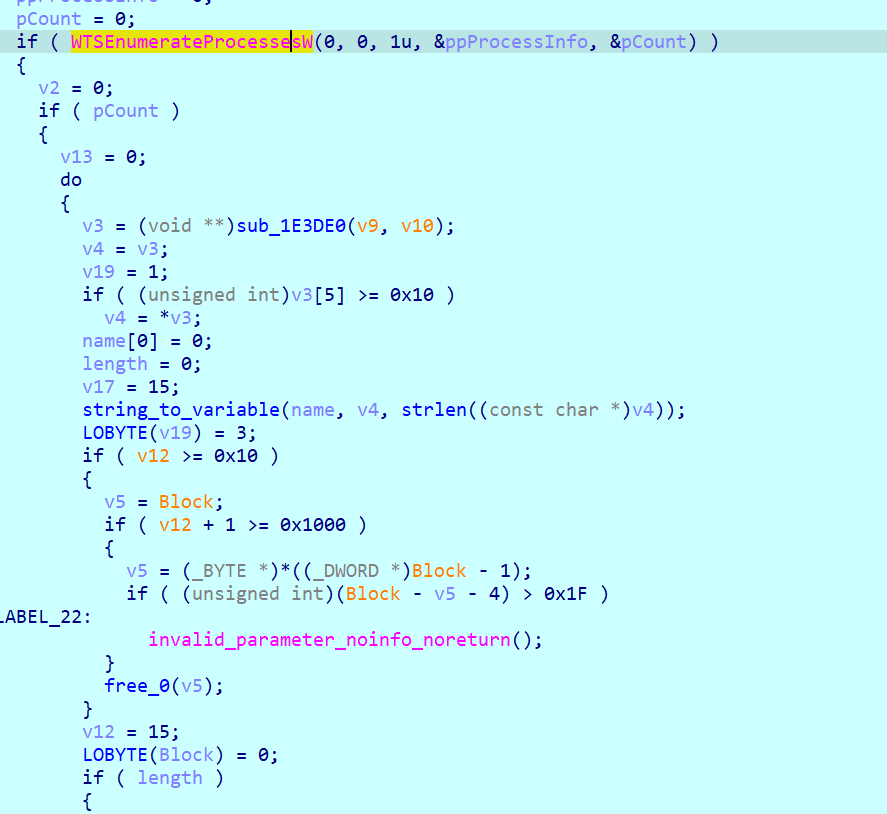 pCount = 0;
if ( WTSEnumerateProcessesW(0, 0, 1u, &ppProcessInfo, &pCount) )
{
v2 = 0;
if ( pCount )
{
v13 = 0;
do
{
v3 = (void **)sub_1E3DE0(v9, v10);
v4 = v3;
v19 = 1;
if ( (unsigned int)v3[5] >= 0x10 )
v4 = *v3;
name[0] = 0;
length = 0;
v17 = 15;
string_to_variable(name, v4, strlen((const char *)v4));
LOBYTE(v19) = 3;
if ( v12 >= 0x10 )
{
v5 = Block;
if ( v12 + 1 >= 0x1000 )
{
v5 = (_BYTE *)*((_DWORD *)Block - 1);
if ( (unsigned int)(Block - v5 - 4) > 0x1F )
LABEL_22:
invalid_parameter_noinfo_noreturn();
}
free_0(v5);
}
v12 = 15;
LOBYTE(Block) = 0;
if ( length )
{